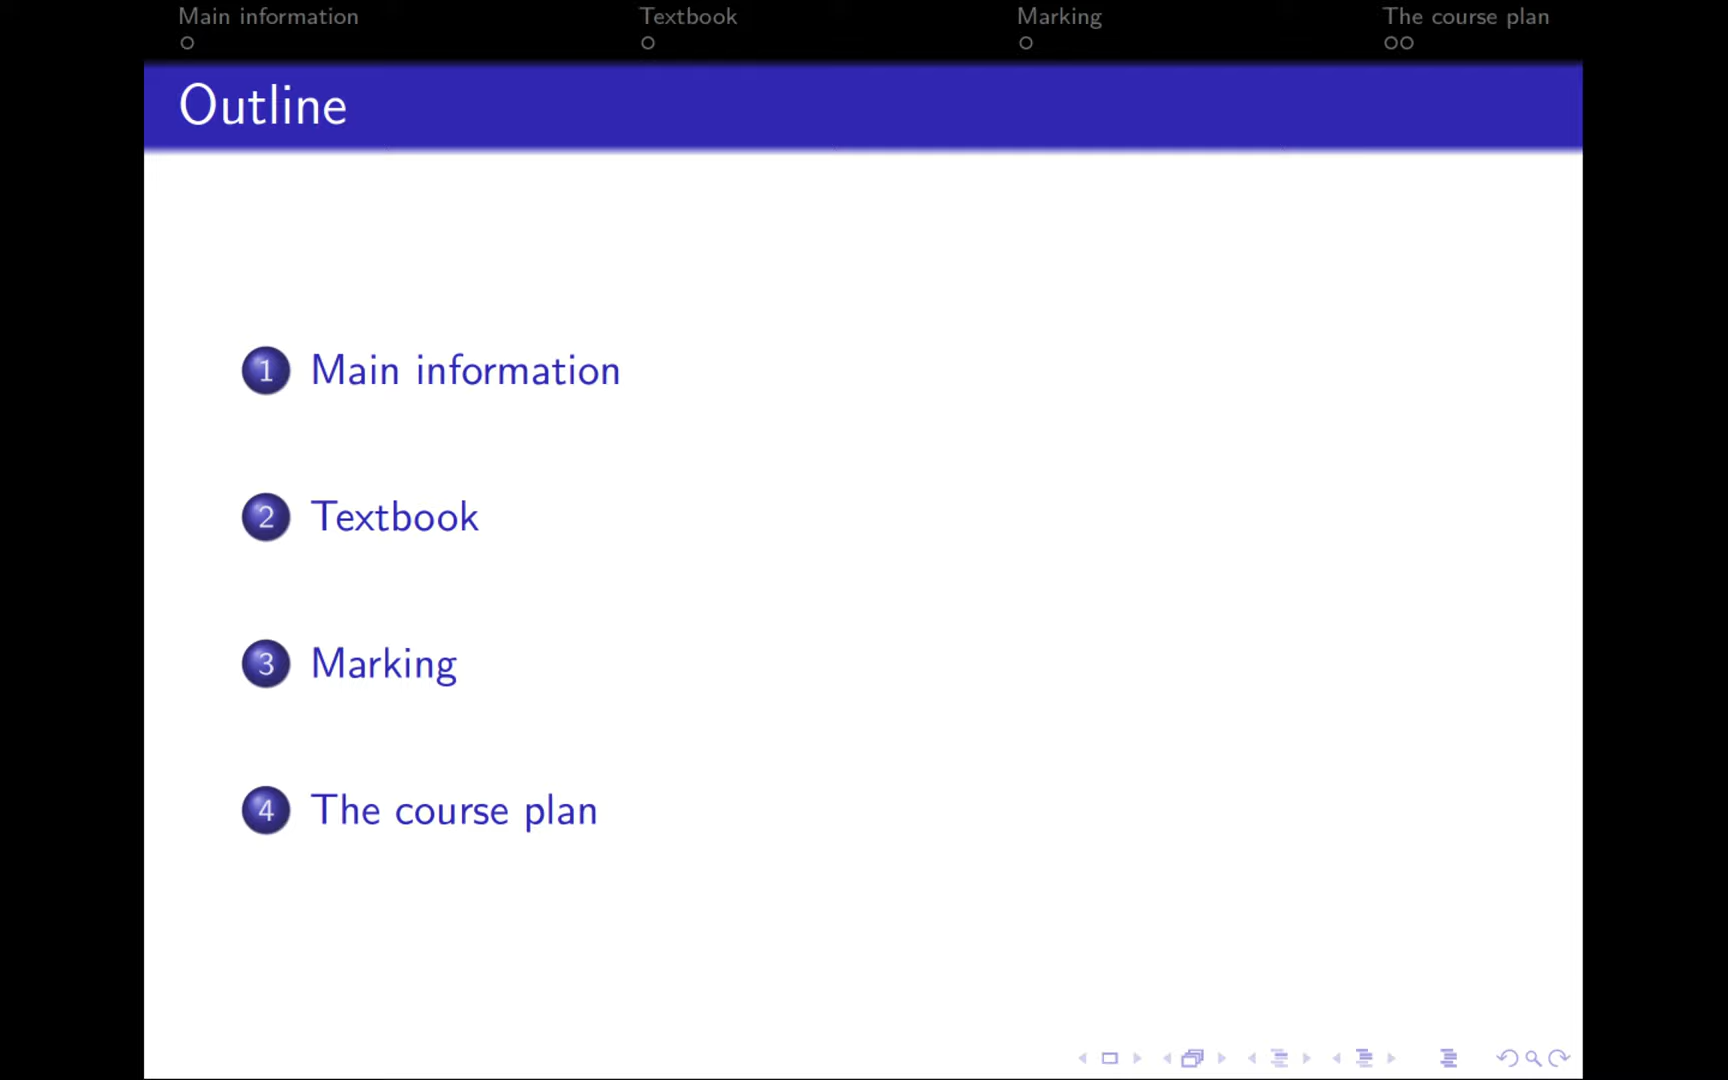 Main information Textbook Marking The course plan
Outline
1 Main information
2 Textbook
3 Marking
4 The course plan